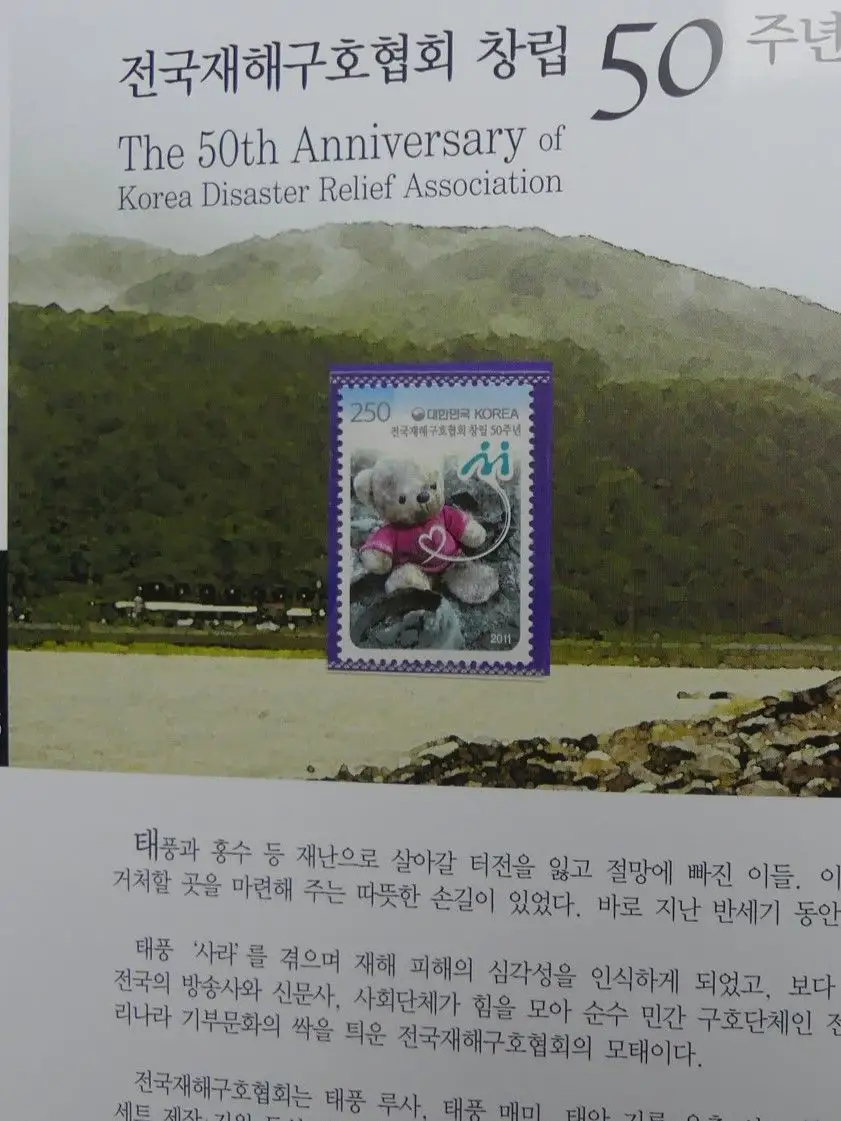 전국재해구호협회 창립 50 주년
The 50th Anniversary of
Korea Disaster Relief Association
250 대한민국 KOREA
전국재해구호협회 창립 50주년
2011
태풍과 홍수 등 재난으로 살아갈 터전을 잃고 절망에 빠진 이들. 이
거처할 곳을 마련해 주는 따뜻한 손길이 있었다. 바로 지난 반세기 동안
태풍 ‘사라’를 겪으며 재해 피해의 심각성을 인식하게 되었고, 보다
전국의 방송사와 신문사, 사회단체가 힘을 모아 순수 민간 구호단체인 전
리나라 기부문화의 싹을 틔운 전국재해구호협회의 모태이다.
전국재해구호협회는 태풍 루사, 태풍 매미, 태안 기름 유출
세트 제작·지원